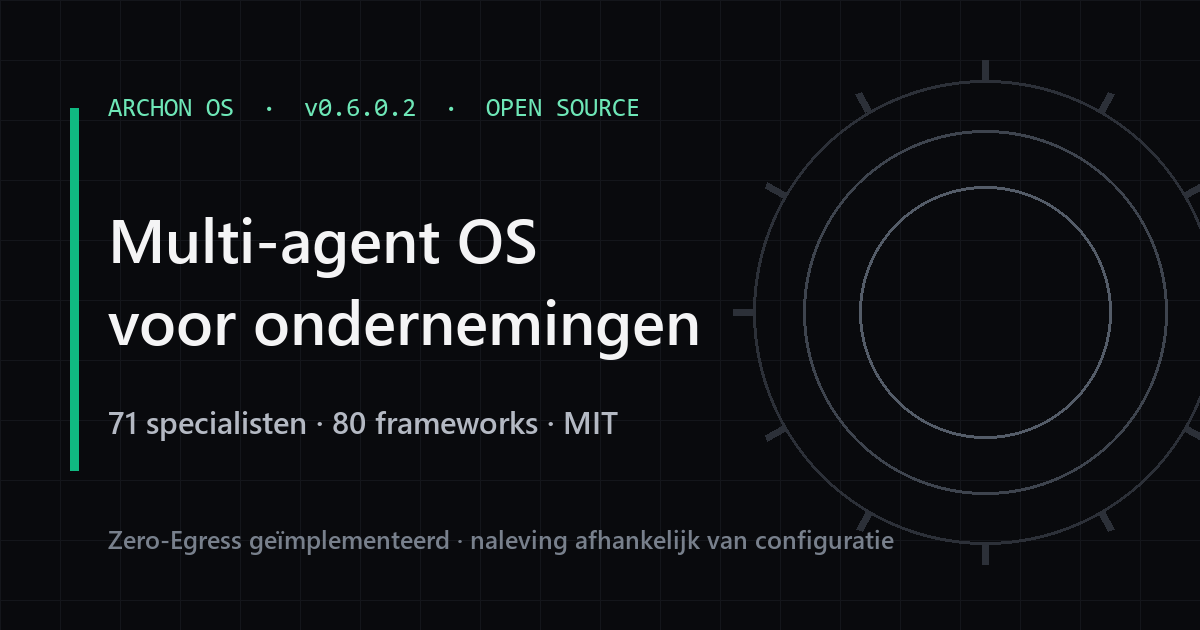 ARCHON OS · v0.6.0.2 · OPEN SOURCE
Multi-agent OS
voor ondernemingen
71 specialisten · 80 frameworks · MIT
Zero-Egress geïmplementeerd · naleving afhankelijk van configuratie